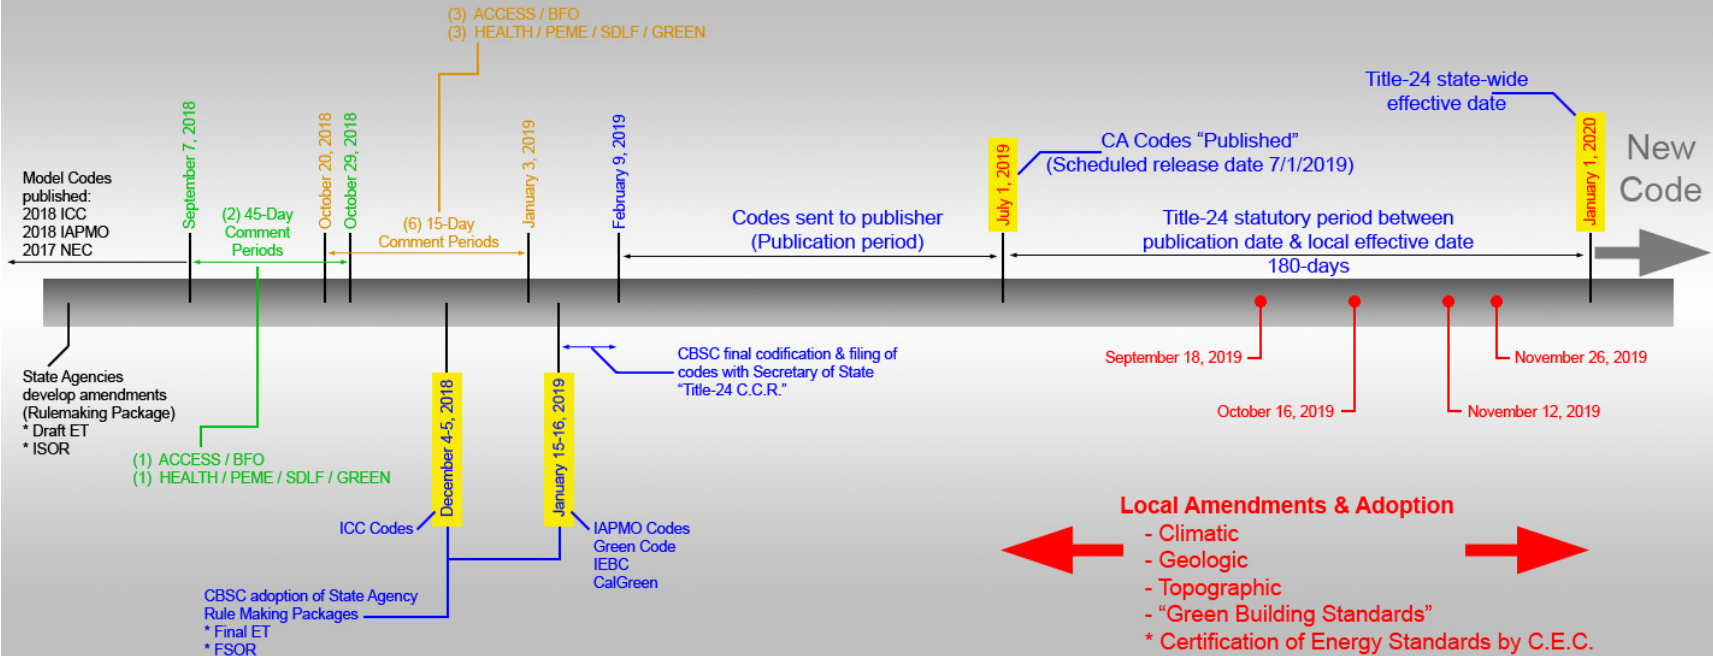 (3) ACCESS / BFO
(3) HEALTH / PEME / SDLF / GREEN
Model Codes
published:
2018 ICC
2018 IAPMO
2017 NEC
September 7, 2018
(2) 45-Day
Comment
Periods
October 20, 2018
October 29, 2018
(6) 15-Day
Comment Periods
January 3, 2019
February 9, 2019
Codes sent to publisher
(Publication period)
July 1, 2019
CA Codes “Published”
(Scheduled release date 7/1/2019)
Title-24 statutory period between
publication date & local effective date
180-days
Title-24 state-wide
effective date
January 1, 2020
New
Code
State Agencies
develop amendments
(Rulemaking Package)
* Draft ET
* ISOR
(1) ACCESS / BFO
(1) HEALTH / PEME / SDLF / GREEN
December 4-5, 2018
ICC Codes
January 15-16, 2019
IAPMO Codes
Green Code
IEBC
CalGreen
CBSC adoption of State Agency
Rule Making Packages
* Final ET
* FSOR
CBSC final codification & filing of
codes with Secretary of State
“Title-24 C.C.R.”
September 18, 2019
October 16, 2019
November 12, 2019
November 26, 2019
Local Amendments & Adoption
- Climatic
- Geologic
- Topographic
- “Green Building Standards”
* Certification of Energy Standards by C.E.C.